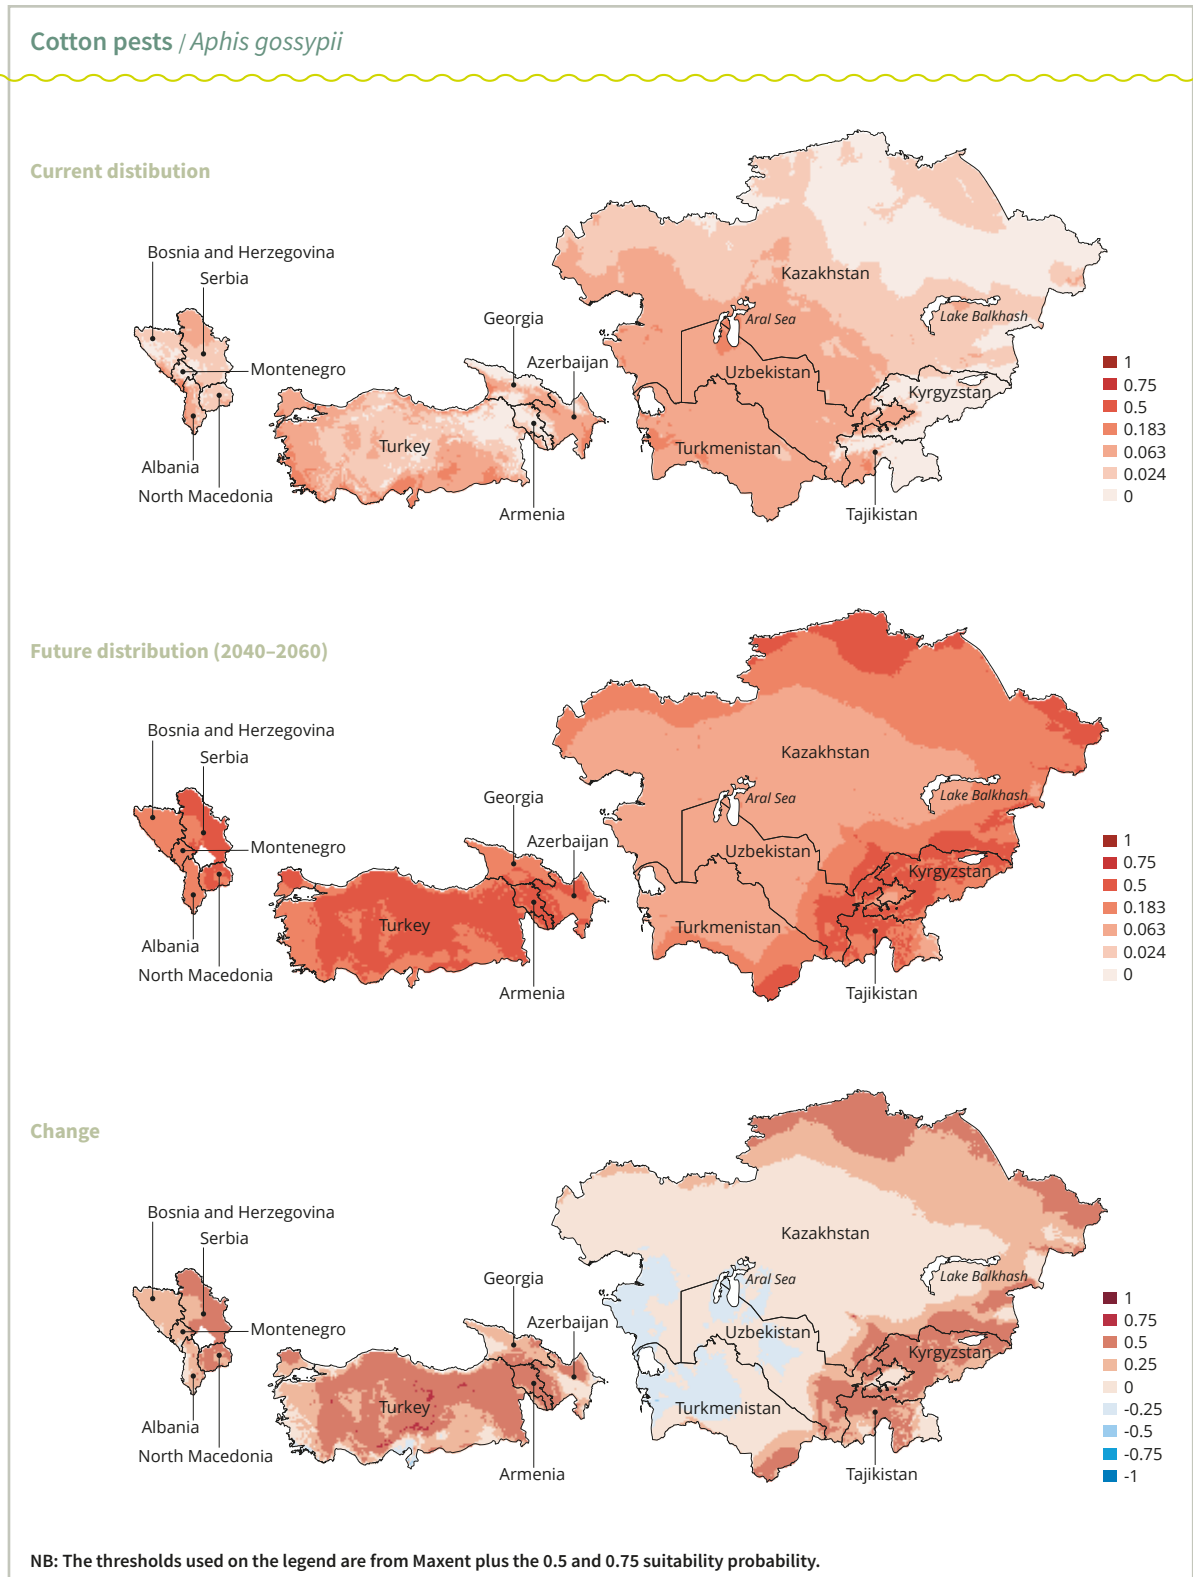 Cotton pests / Aphis gossypii
Current distibution
Bosnia and Herzegovina
Serbia
Montenegro
Albania
North Macedonia
Georgia
Azerbaijan
Turkey
Armenia
Kazakhstan
Aral Sea
Lake Balkhash
Uzbekistan
Kyrgyzstan
Turkmenistan
Tajikistan
1
0.75
0.5
0.183
0.063
0.024
0
Future distribution (2040–2060)
Bosnia and Herzegovina
Serbia
Montenegro
Albania
North Macedonia
Georgia
Azerbaijan
Turkey
Armenia
Kazakhstan
Aral Sea
Lake Balkhash
Uzbekistan
Kyrgyzstan
Turkmenistan
Tajikistan
1
0.75
0.5
0.183
0.063
0.024
0
Change
Bosnia and Herzegovina
Serbia
Montenegro
Albania
North Macedonia
Georgia
Azerbaijan
Turkey
Armenia
Kazakhstan
Aral Sea
Lake Balkhash
Uzbekistan
Kyrgyzstan
Turkmenistan
Tajikistan
1
0.75
0.5
0.25
0
-0.25
-0.5
-0.75
-1
NB: The thresholds used on the legend are from Maxent plus the 0.5 and 0.75 suitability probability.